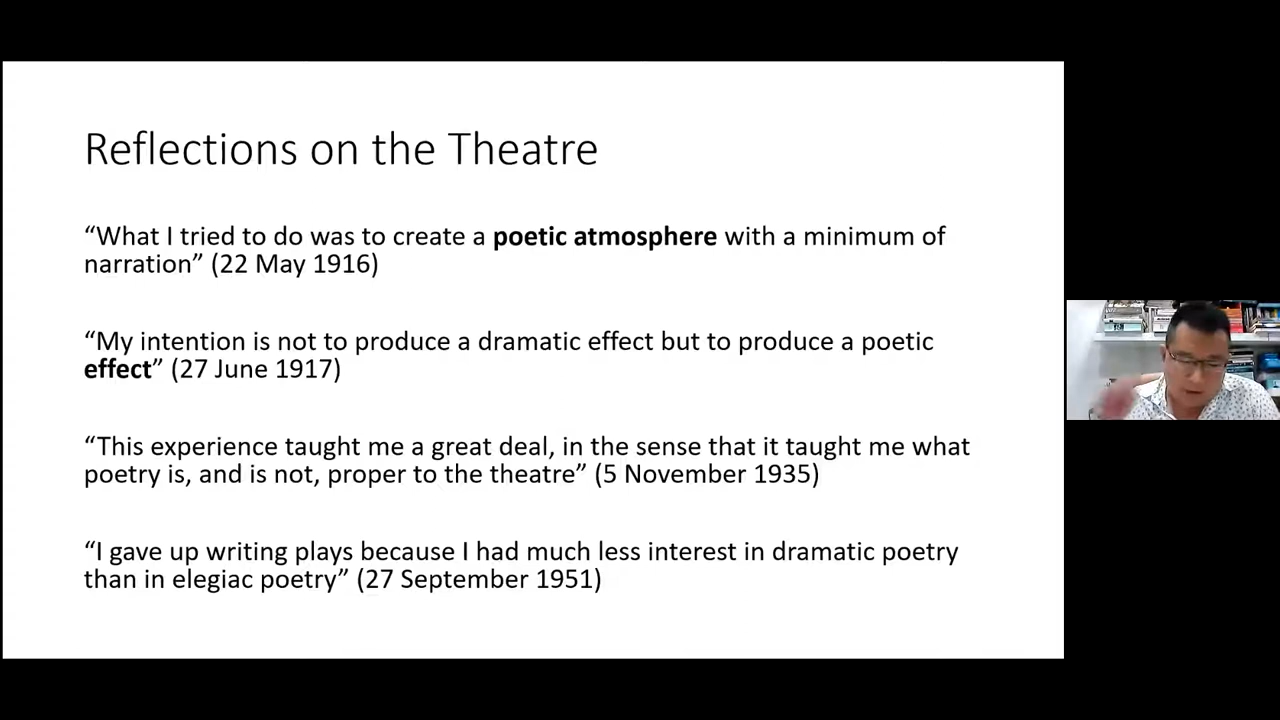 Reflections on the Theatre
“What I tried to do was to create a poetic atmosphere with a minimum of
narration” (22 May 1916)
“My intention is not to produce a dramatic effect but to produce a poetic
effect” (27 June 1917)
“This experience taught me a great deal, in the sense that it taught me what
poetry is, and is not, proper to the theatre” (5 November 1935)
“I gave up writing plays because I had much less interest in dramatic poetry
than in elegiac poetry” (27 September 1951)